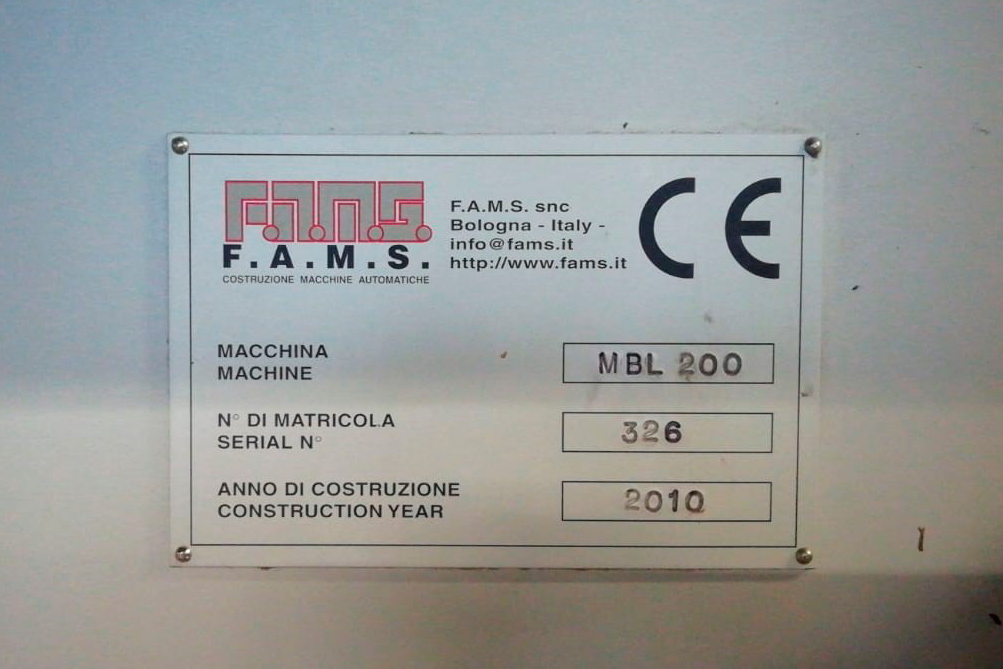 F.A.M.S.
F.A.M.S.
COSTRUZIONE MACCHINE AUTOMATICHE
F.A.M.S. snc
Bologna - Italy -
info@fams.it
http://www.fams.it
CE
MACCHINA
MACHINE
MBL 200
N° DI MATRICOLA
SERIAL N°
326
ANNO DI COSTRUZIONE
CONSTRUCTION YEAR
2010